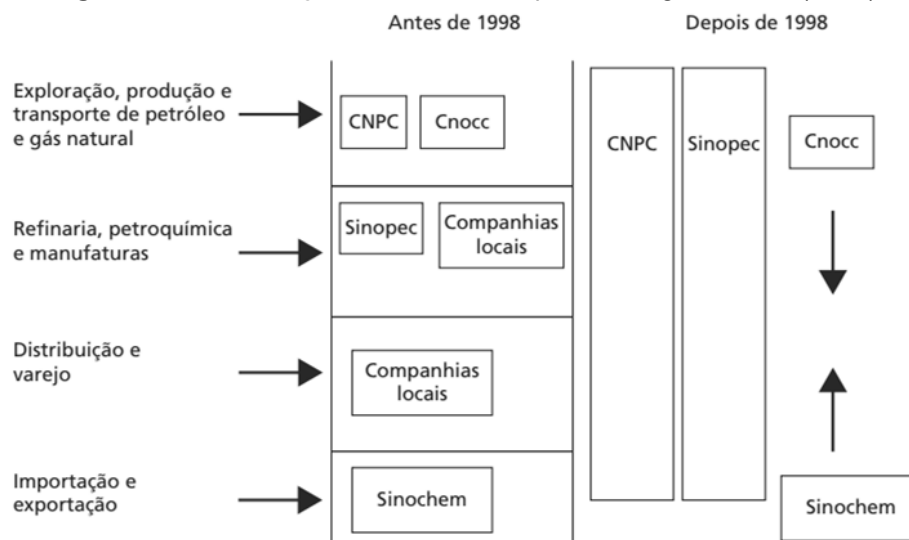 Antes de 1998
Depois de 1998
Exploração, produção e
transporte de petróleo
e gás natural
CNPC
Cnocc
CNPC
Sinopec
Cnocc
Refinaria, petroquímica
e manufaturas
Sinopec
Companhias
locais
Distribuição e
varejo
Companhias
locais
Importação e
exportação
Sinochem
Sinochem